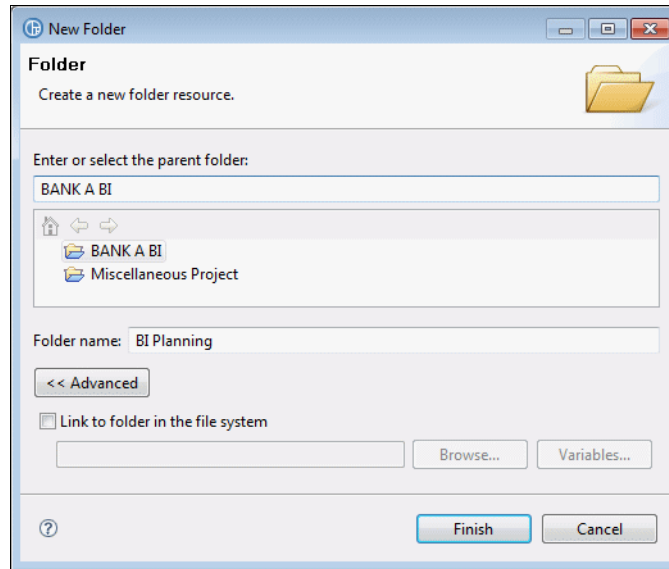 New Folder
Folder
Create a new folder resource.
Enter or select the parent folder:
BANK A BI
BANK A BI
Miscellaneous Project
Folder name: BI Planning
<< Advanced
Link to folder in the file system
Browse... Variables...
? Finish Cancel